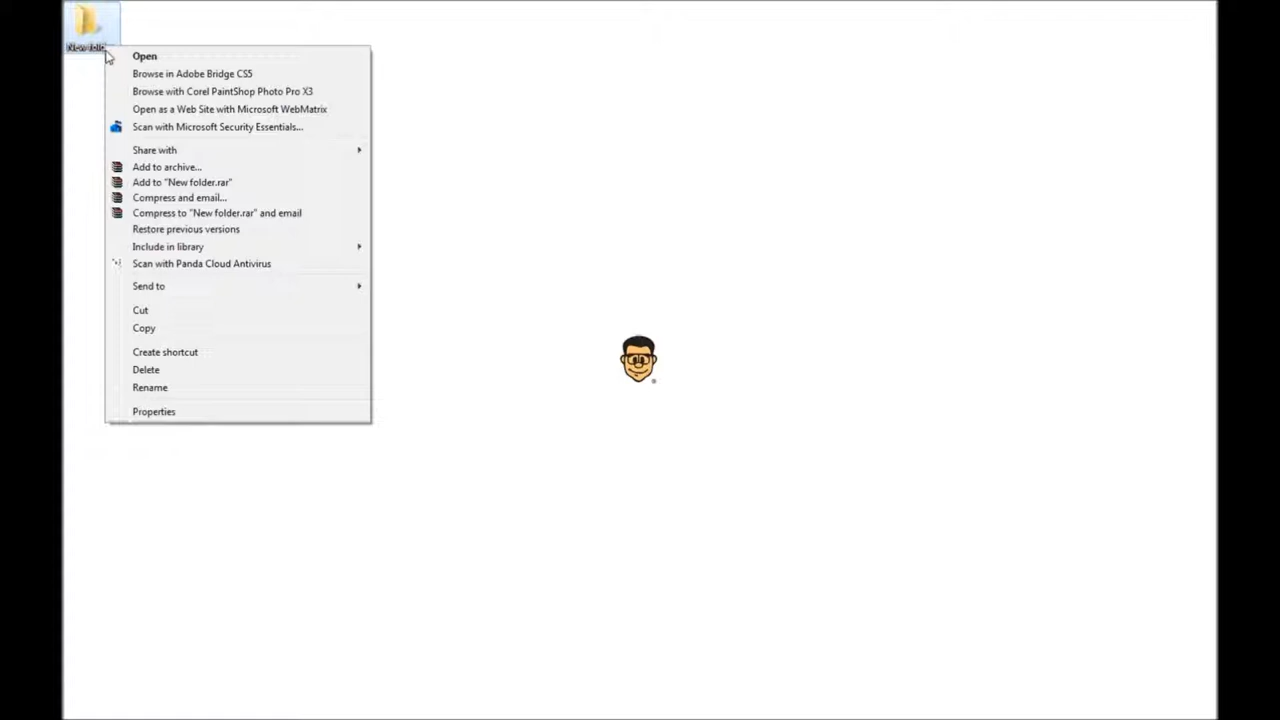 New folder
Open
Browse in Adobe Bridge CS5
Browse with Corel PaintShop Photo Pro X3
Open as a Web Site with Microsoft WebMatrix
Scan with Microsoft Security Essentials...
Share with
Add to archive...
Add to "New folder.rar"
Compress and email...
Compress to "New folder.rar" and email
Restore previous versions
Include in library
Scan with Panda Cloud Antivirus
Send to
Cut
Copy
Create shortcut
Delete
Rename
Properties